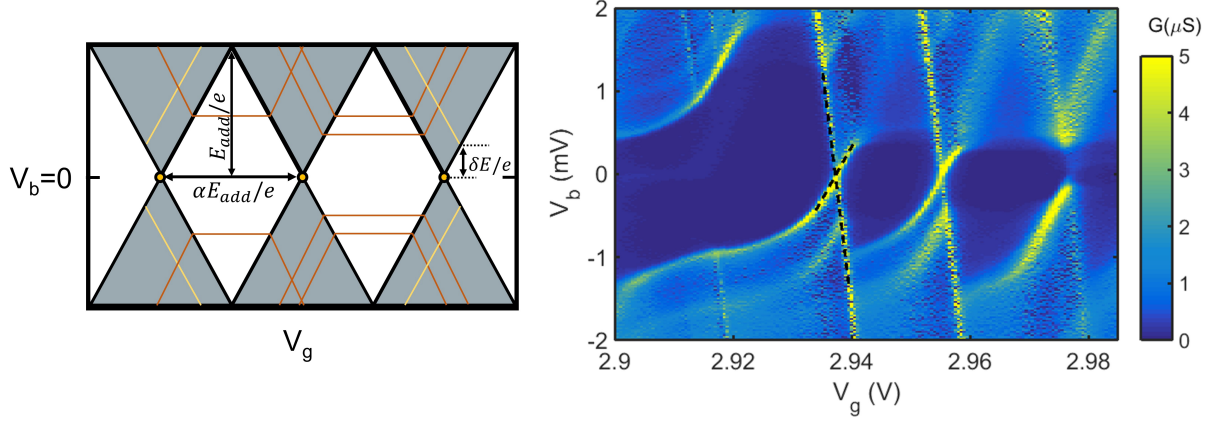 V_b=0
E_add/e
αE_add/e
δE/e
V_g
G(μS)
V_b (mV)
2
1
0
-1
-2
2.9
2.92
2.94
2.96
2.98
V_g (V)
5
4
3
2
1
0